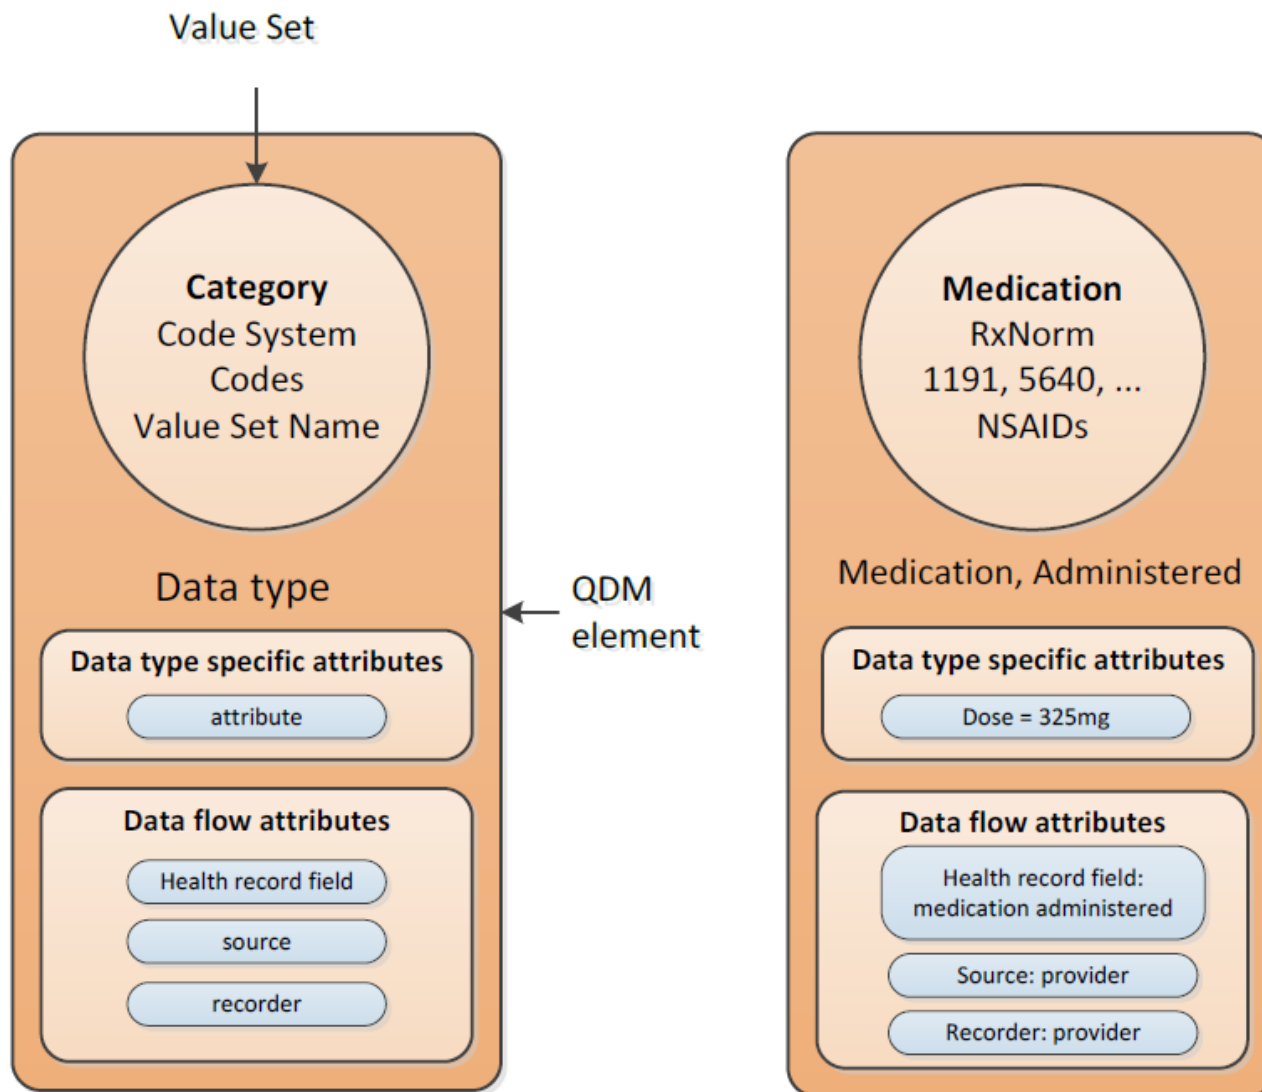 Value Set
Category
Code System
Codes
Value Set Name
Data type
QDM
element
Data type specific attributes
attribute
Data flow attributes
Health record field
source
recorder
Medication
RxNorm
1191, 5640, ...
NSAIDs
Medication, Administered
Data type specific attributes
Dose = 325mg
Data flow attributes
Health record field:
medication administered
Source: provider
Recorder: provider